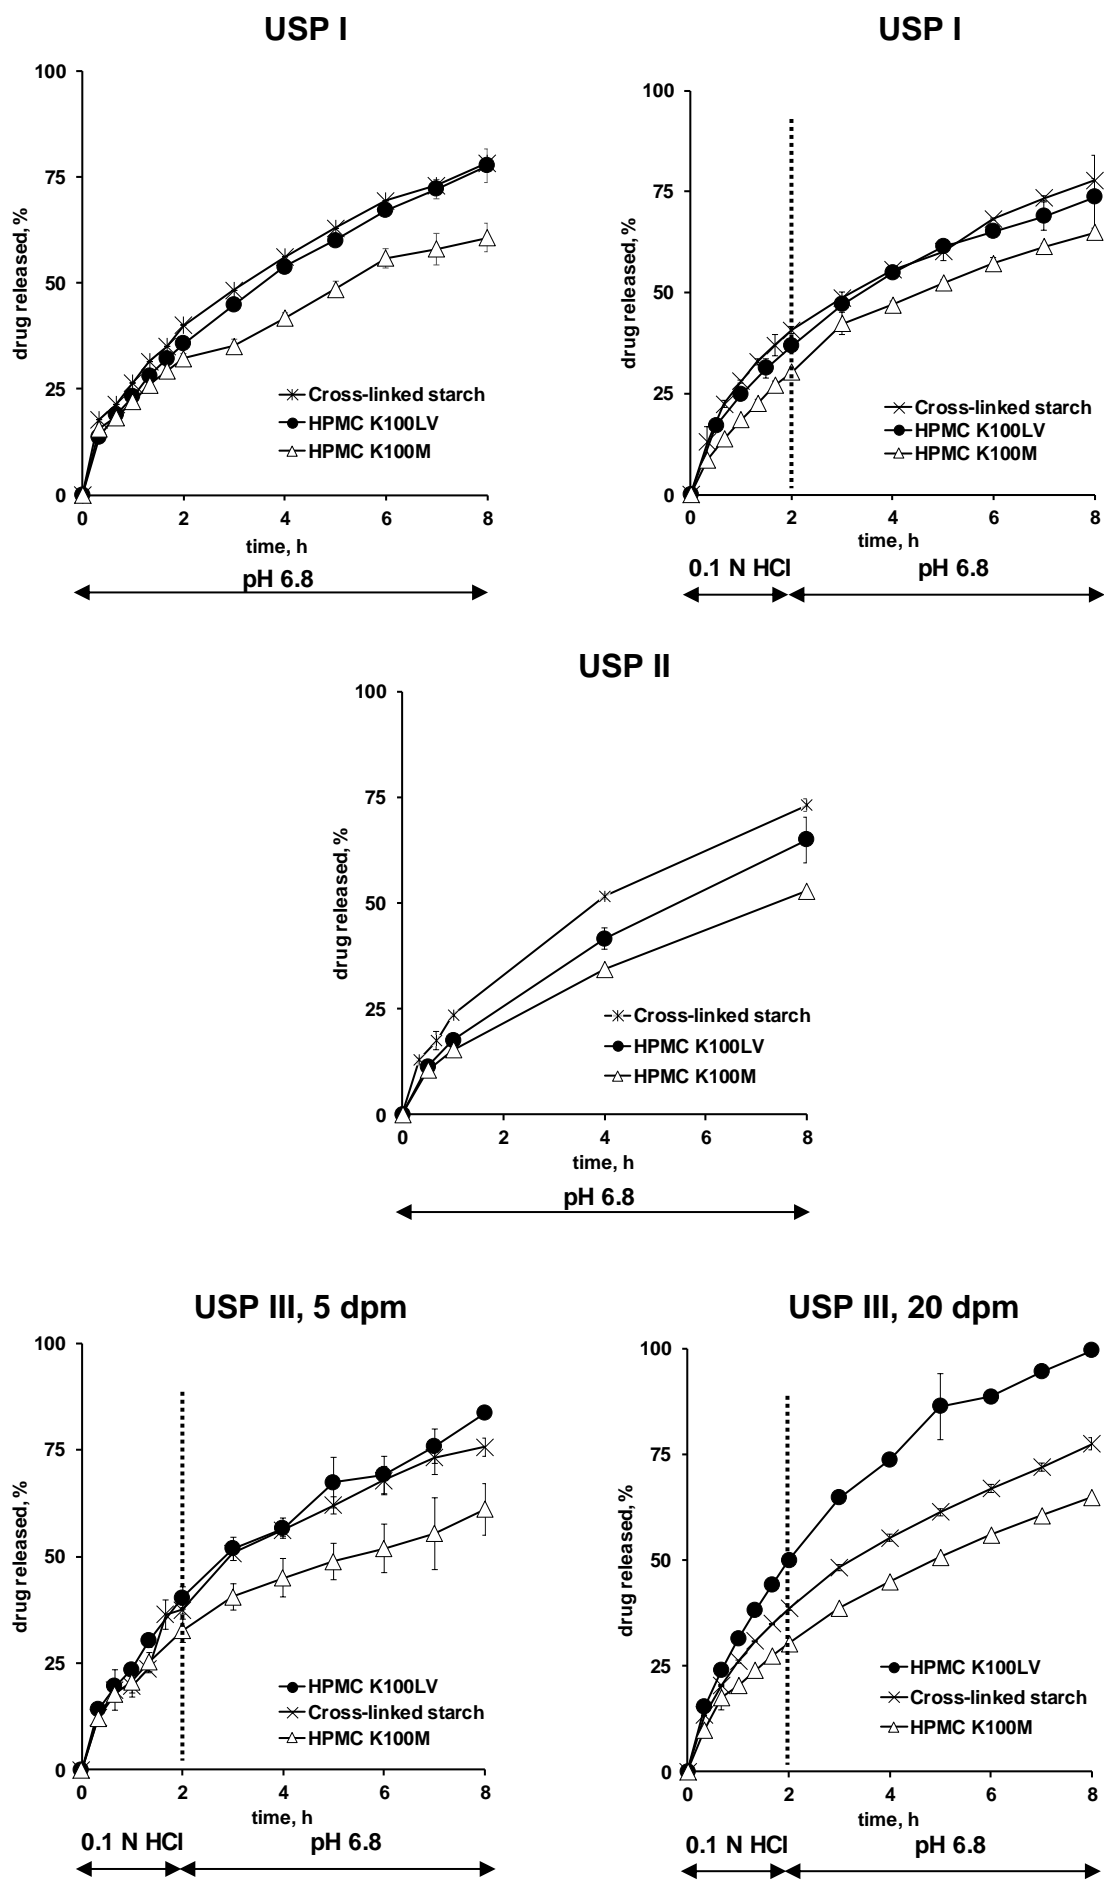 USP I
100
75
50
25
0
drug released, %
Cross-linked starch
HPMC K100LV
HPMC K100M
0 2 4 6 8
time, h
pH 6.8
USP I
100
75
50
25
0
drug released, %
Cross-linked starch
HPMC K100LV
HPMC K100M
0 2 4 6 8
time, h
0.1 N HCl pH 6.8
USP II
100
75
50
25
0
drug released, %
Cross-linked starch
HPMC K100LV
HPMC K100M
0 2 4 6 8
time, h
pH 6.8
USP III, 5 dpm
100
75
50
25
0
drug released, %
HPMC K100LV
Cross-linked starch
HPMC K100M
0 2 4 6 8
time, h
0.1 N HCl pH 6.8
USP III, 20 dpm
100
75
50
25
0
drug released, %
HPMC K100LV
Cross-linked starch
HPMC K100M
0 2 4 6 8
time, h
0.1 N HCl pH 6.8